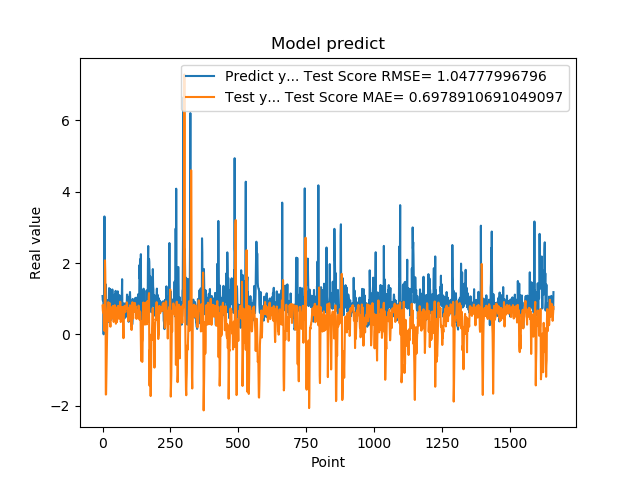 Model predict
Predict y... Test Score RMSE= 1.04777996796
Test y... Test Score MAE= 0.6978910691049097
Real value
6
4
2
0
−2
0 250 500 750 1000 1250 1500
Point